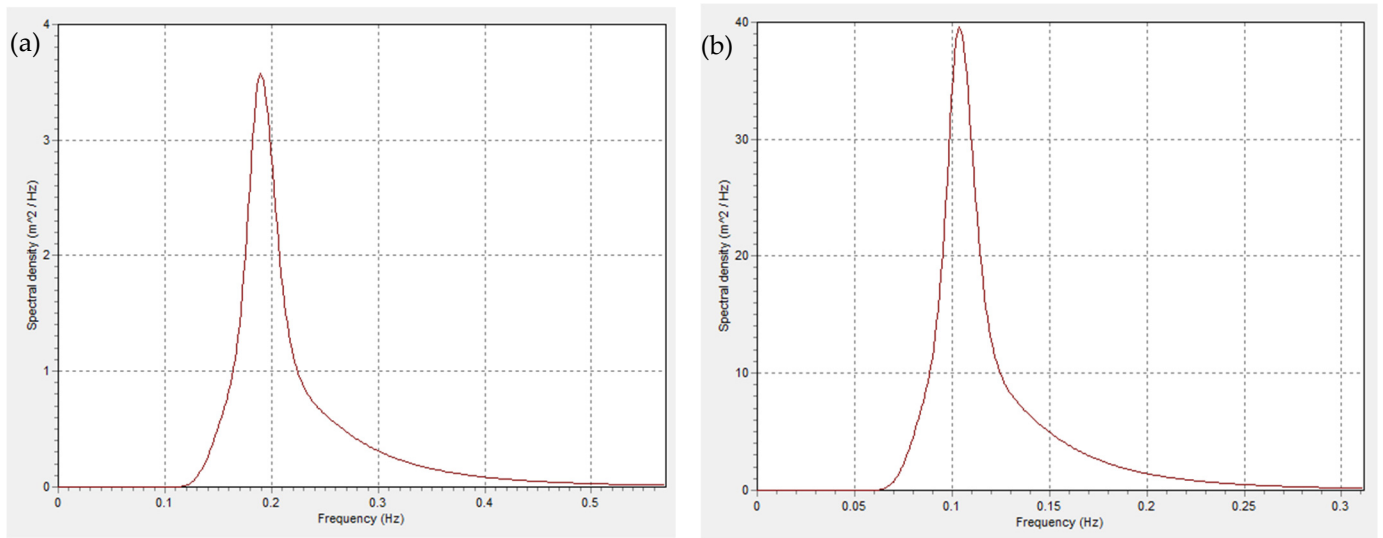 (a)
Spectral density (m^2 / Hz)
4
3
2
1
0
0 0.1 0.2 0.3 0.4 0.5
Frequency (Hz)
(b)
Spectral density (m^2 / Hz)
40
30
20
10
0
0 0.05 0.1 0.15 0.2 0.25 0.3
Frequency (Hz)